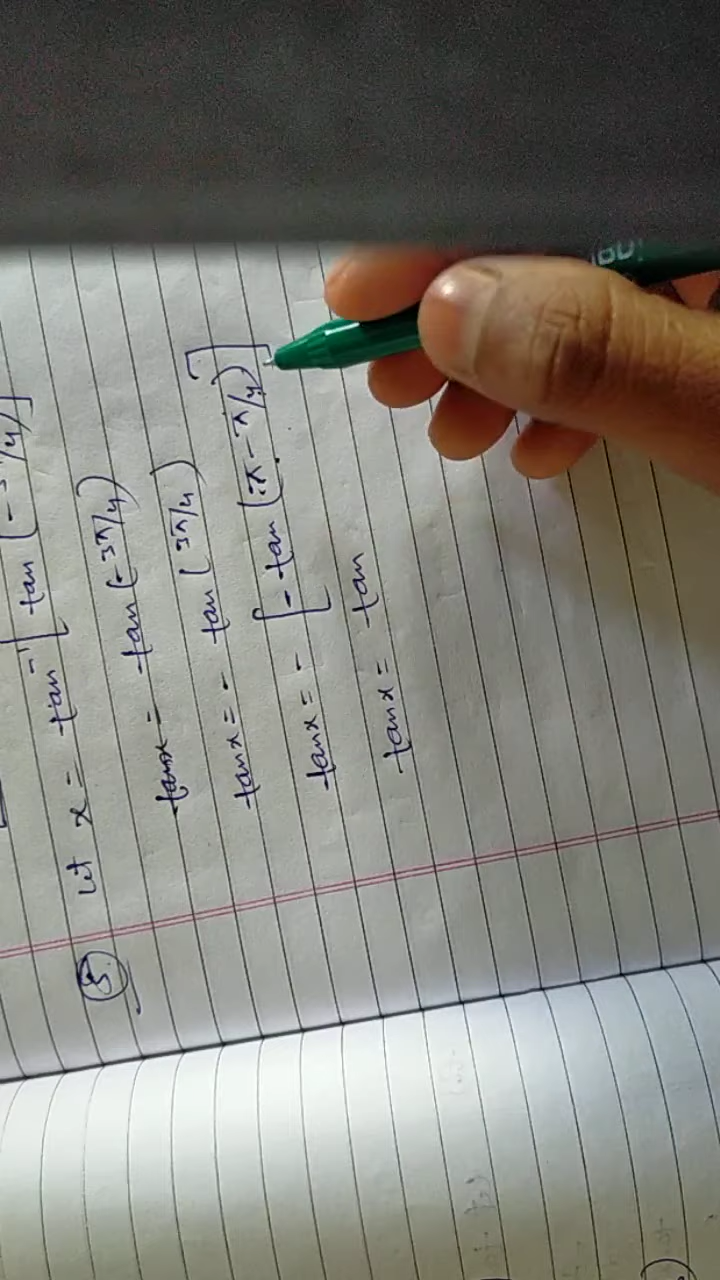 (5.) Let x = tan⁻¹[ tan (-3π/4)]
tanx = tan(-3π/4)
tanx = - tan (3π/4)
tanx = - [- tan (π - π/4)]
tanx = tan